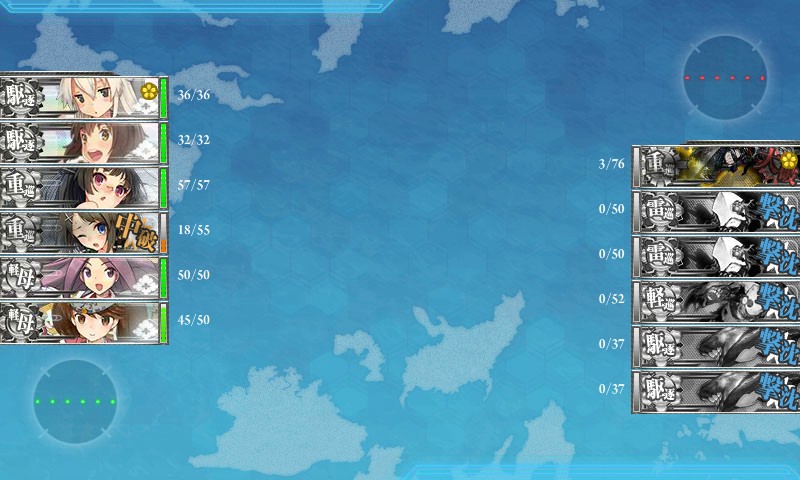 駆逐
36/36
駆逐
32/32
重巡
57/57
重巡
中破
18/55
軽母
50/50
軽母
45/50
3/76
重巡
大破
0/50
雷巡
撃沈
0/50
雷巡
撃沈
0/52
軽巡
撃沈
0/37
駆逐
撃沈
0/37
駆逐
撃沈